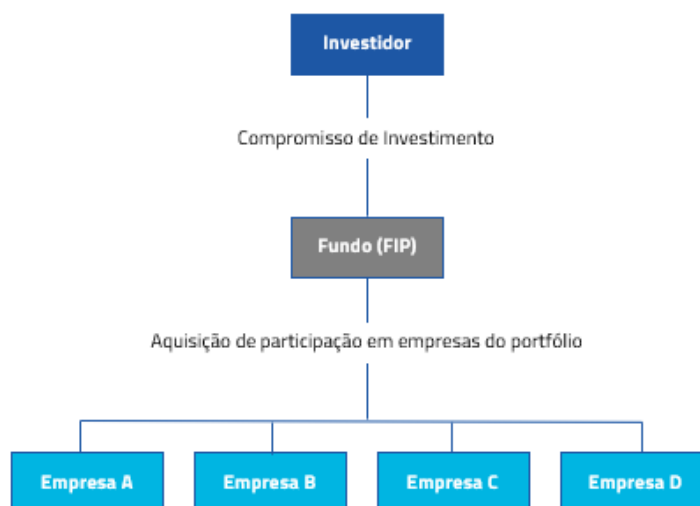 Investidor
Compromisso de Investimento
Fundo (FIP)
Aquisição de participação em empresas do portfólio
Empresa A
Empresa B
Empresa C
Empresa D